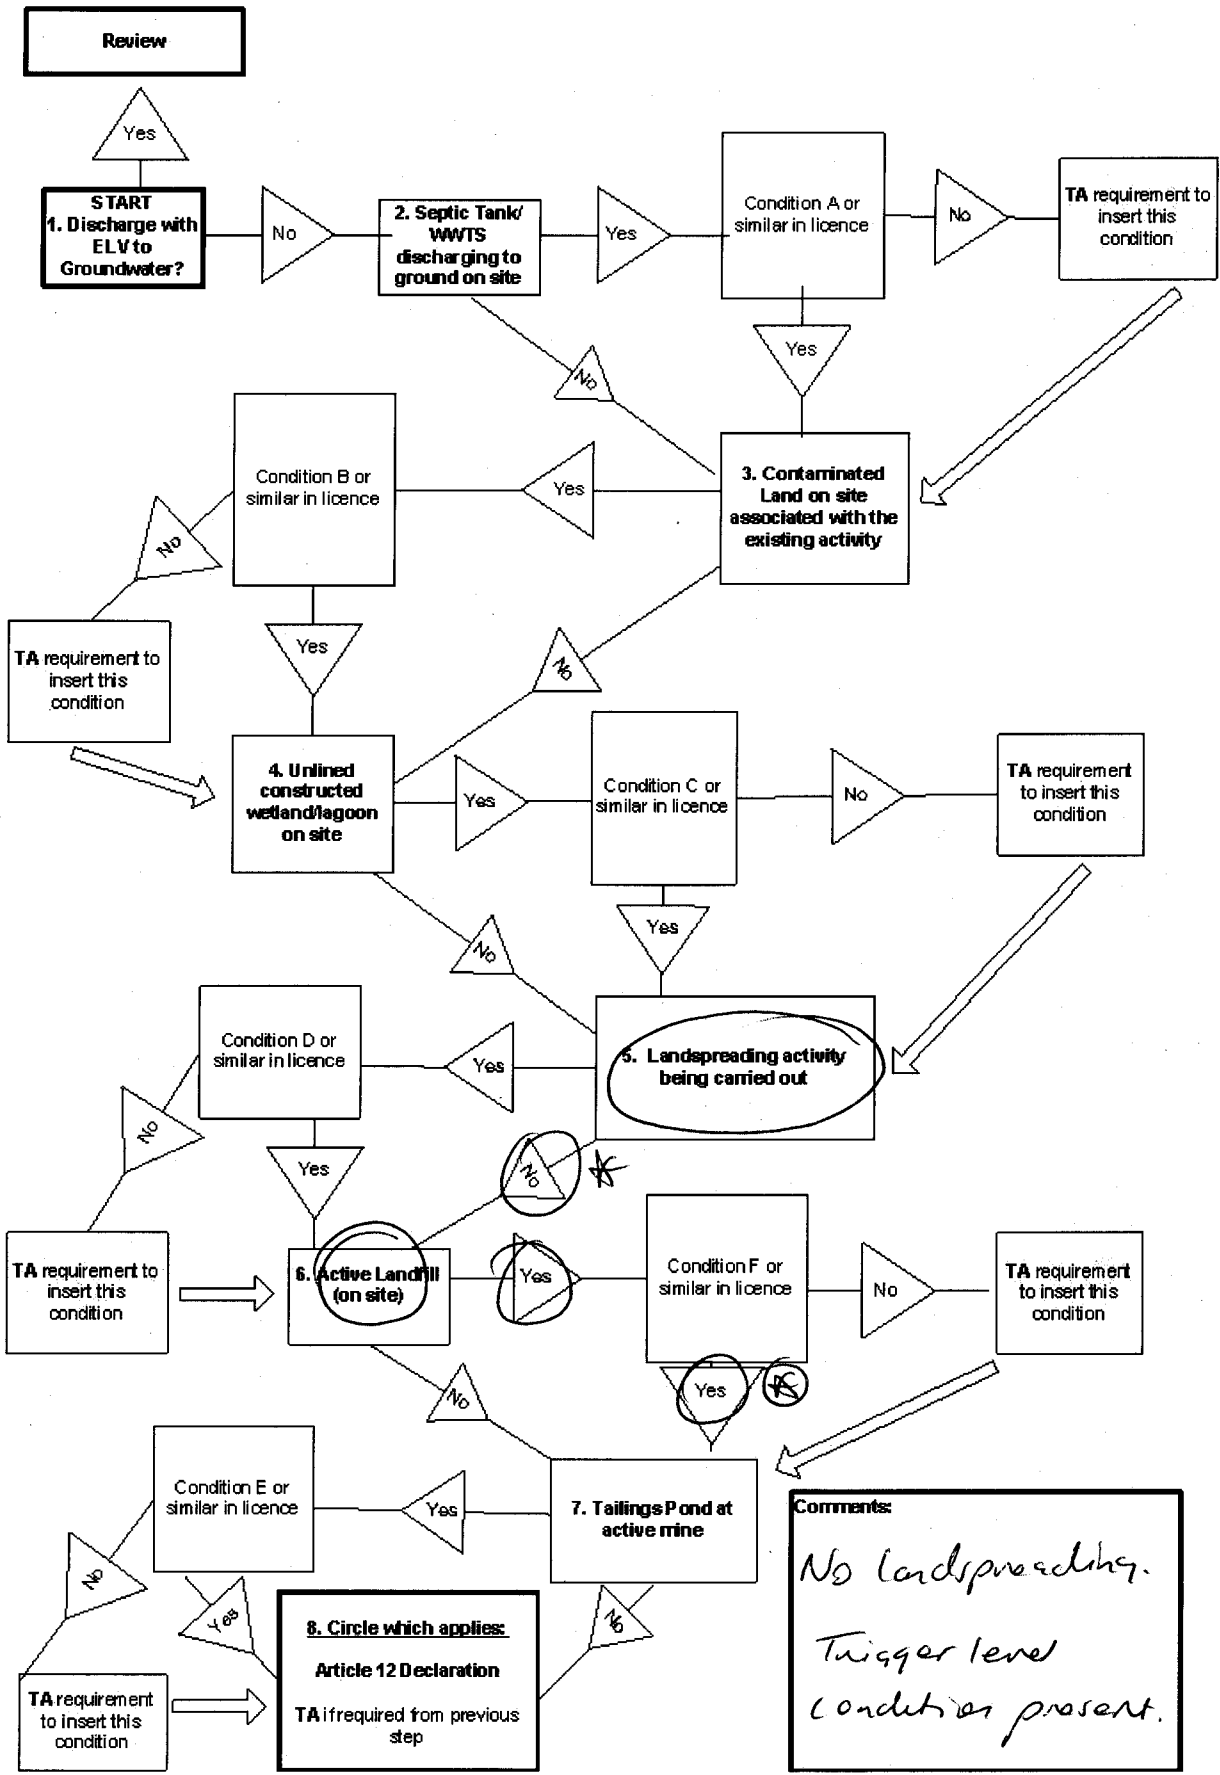 Review
Yes
START
1. Discharge with
ELV to
Groundwater?
No
2. Septic Tank/
WWTS
discharging to
ground on site
Yes
Condition A or
similar in licence
No
TA requirement to
insert this
condition
Yes
No
3. Contaminated
Land on site
associated with the
existing activity
Yes
Condition B or
similar in licence
No
TA requirement to
insert this
condition
Yes
No
4. Unlined
constructed
wetland/lagoon
on site
Yes
Condition C or
similar in licence
No
TA requirement
to insert this
condition
Yes
No
5. Landspreading activity
being carried out
Yes
Condition D or
similar in licence
No
TA requirement to
insert this
condition
Yes
No
6. Active Landfill
(on site)
Yes
Condition F or
similar in licence
No
TA requirement
to insert this
condition
Yes
No
7. Tailings Pond at
active mine
Yes
Condition E or
similar in licence
No
TA requirement
to insert this
condition
Yes
No
8. Circle which applies:
Article 12 Declaration
TA if required from previous
step
Comments:
No landspreading.
Trigger level
condition present.